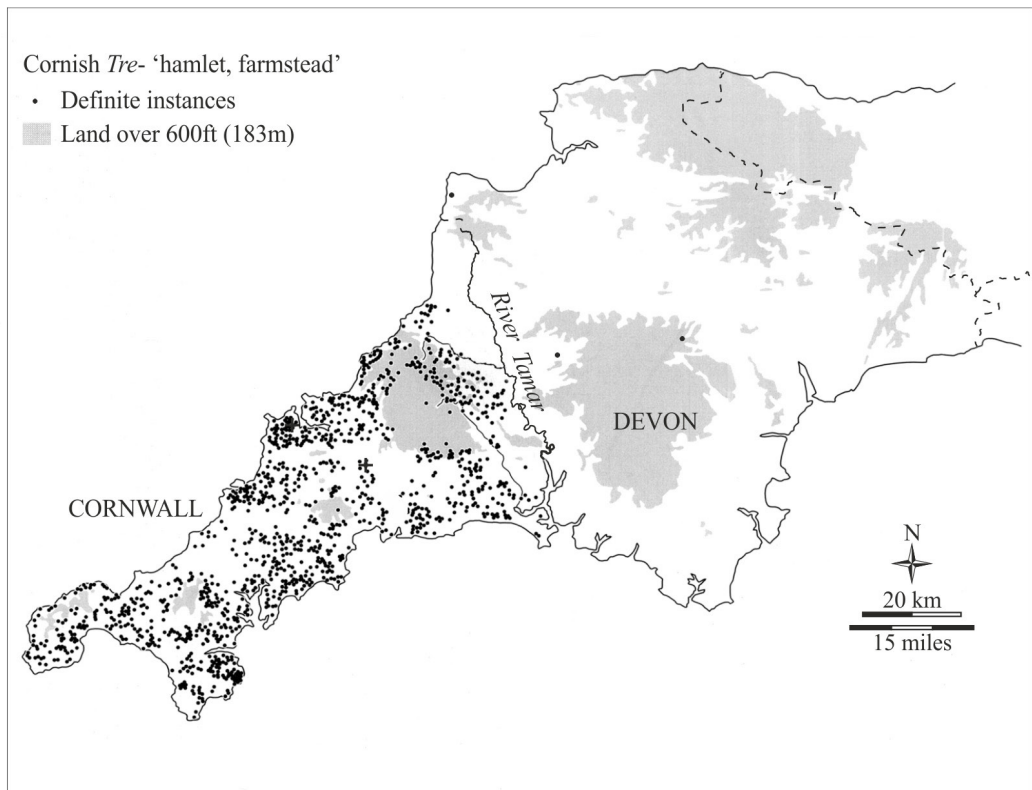 Cornish Tre- ‘hamlet, farmstead’
Definite instances
Land over 600ft (183m)
River Tamar
DEVON
CORNWALL
N
20 km
15 miles